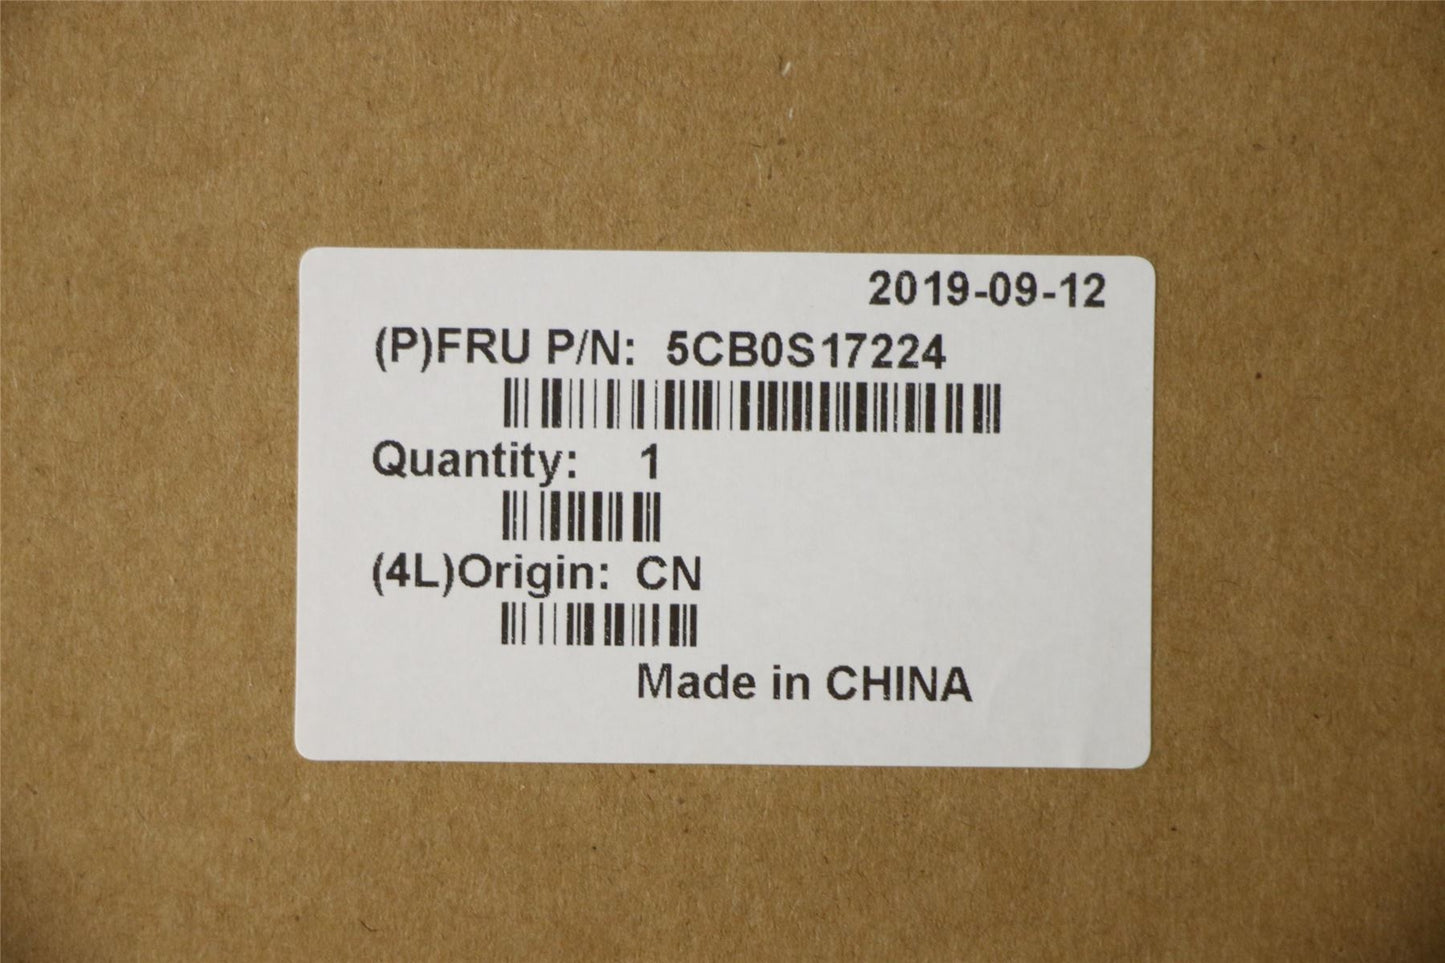 2019-09-12
(P)FRU P/N: 5CB0S17224
Quantity: 1
(4L)Origin: CN
Made in CHINA